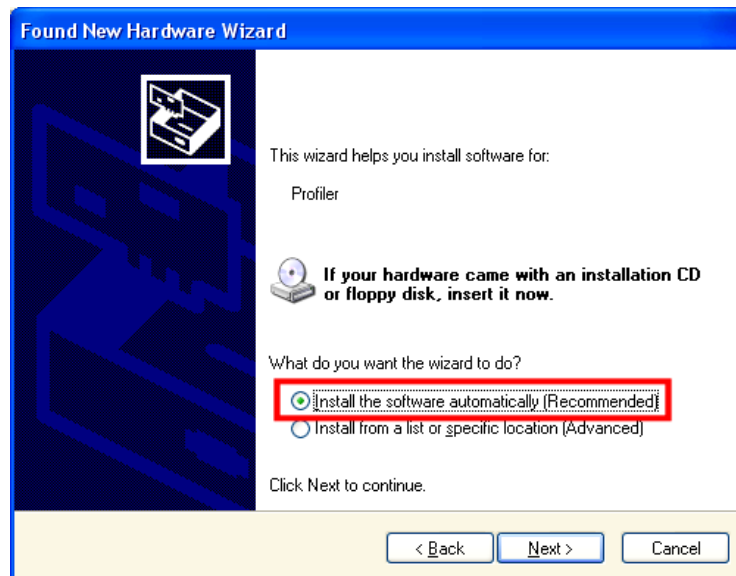 Found New Hardware Wizard
This wizard helps you install software for:
Profiler
If your hardware came with an installation CD
or floppy disk, insert it now.
What do you want the wizard to do?
Install the software automatically (Recommended)
Install from a list or specific location (Advanced)
Click Next to continue.
< Back
Next >
Cancel